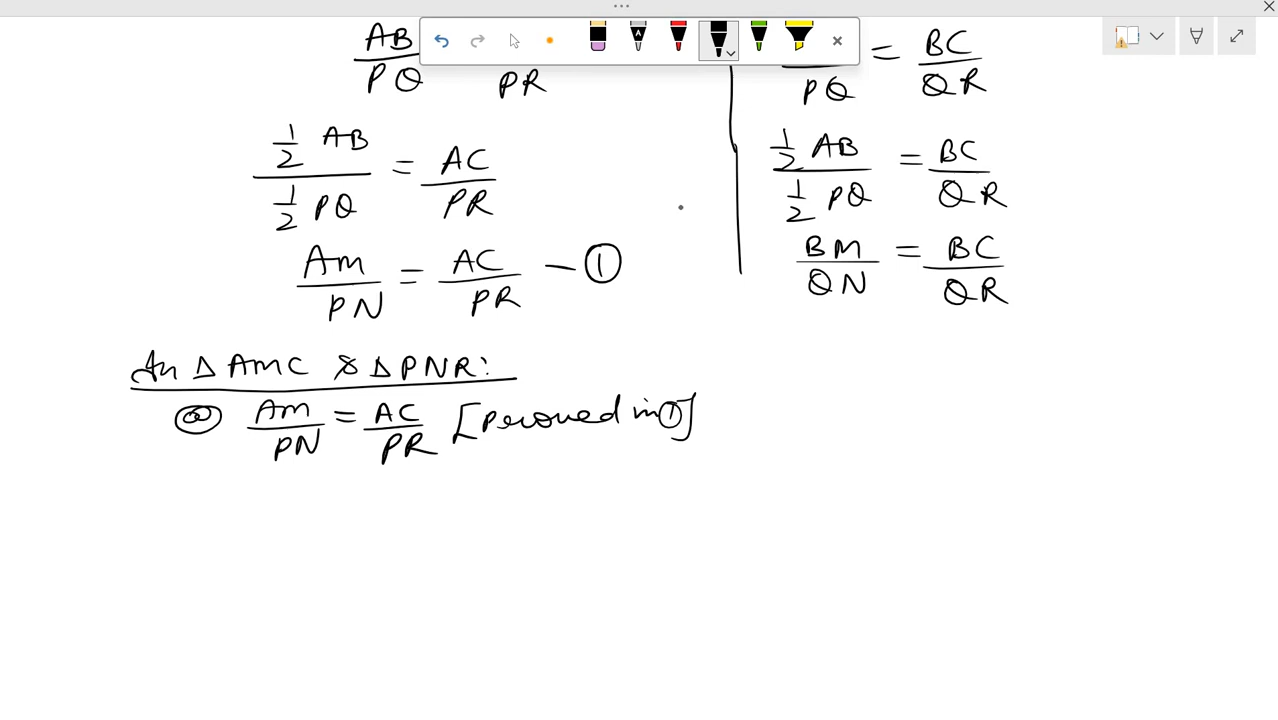 AB/PQ PR
½ AB / ½ PQ = AC/PR
AM/PN = AC/PR — ①
PQ = BC/QR
½ AB / ½ PQ = BC/QR
BM/QN = BC/QR
In Δ AMC & Δ PNR:
AM/PN = AC/PR [Proved in ①]